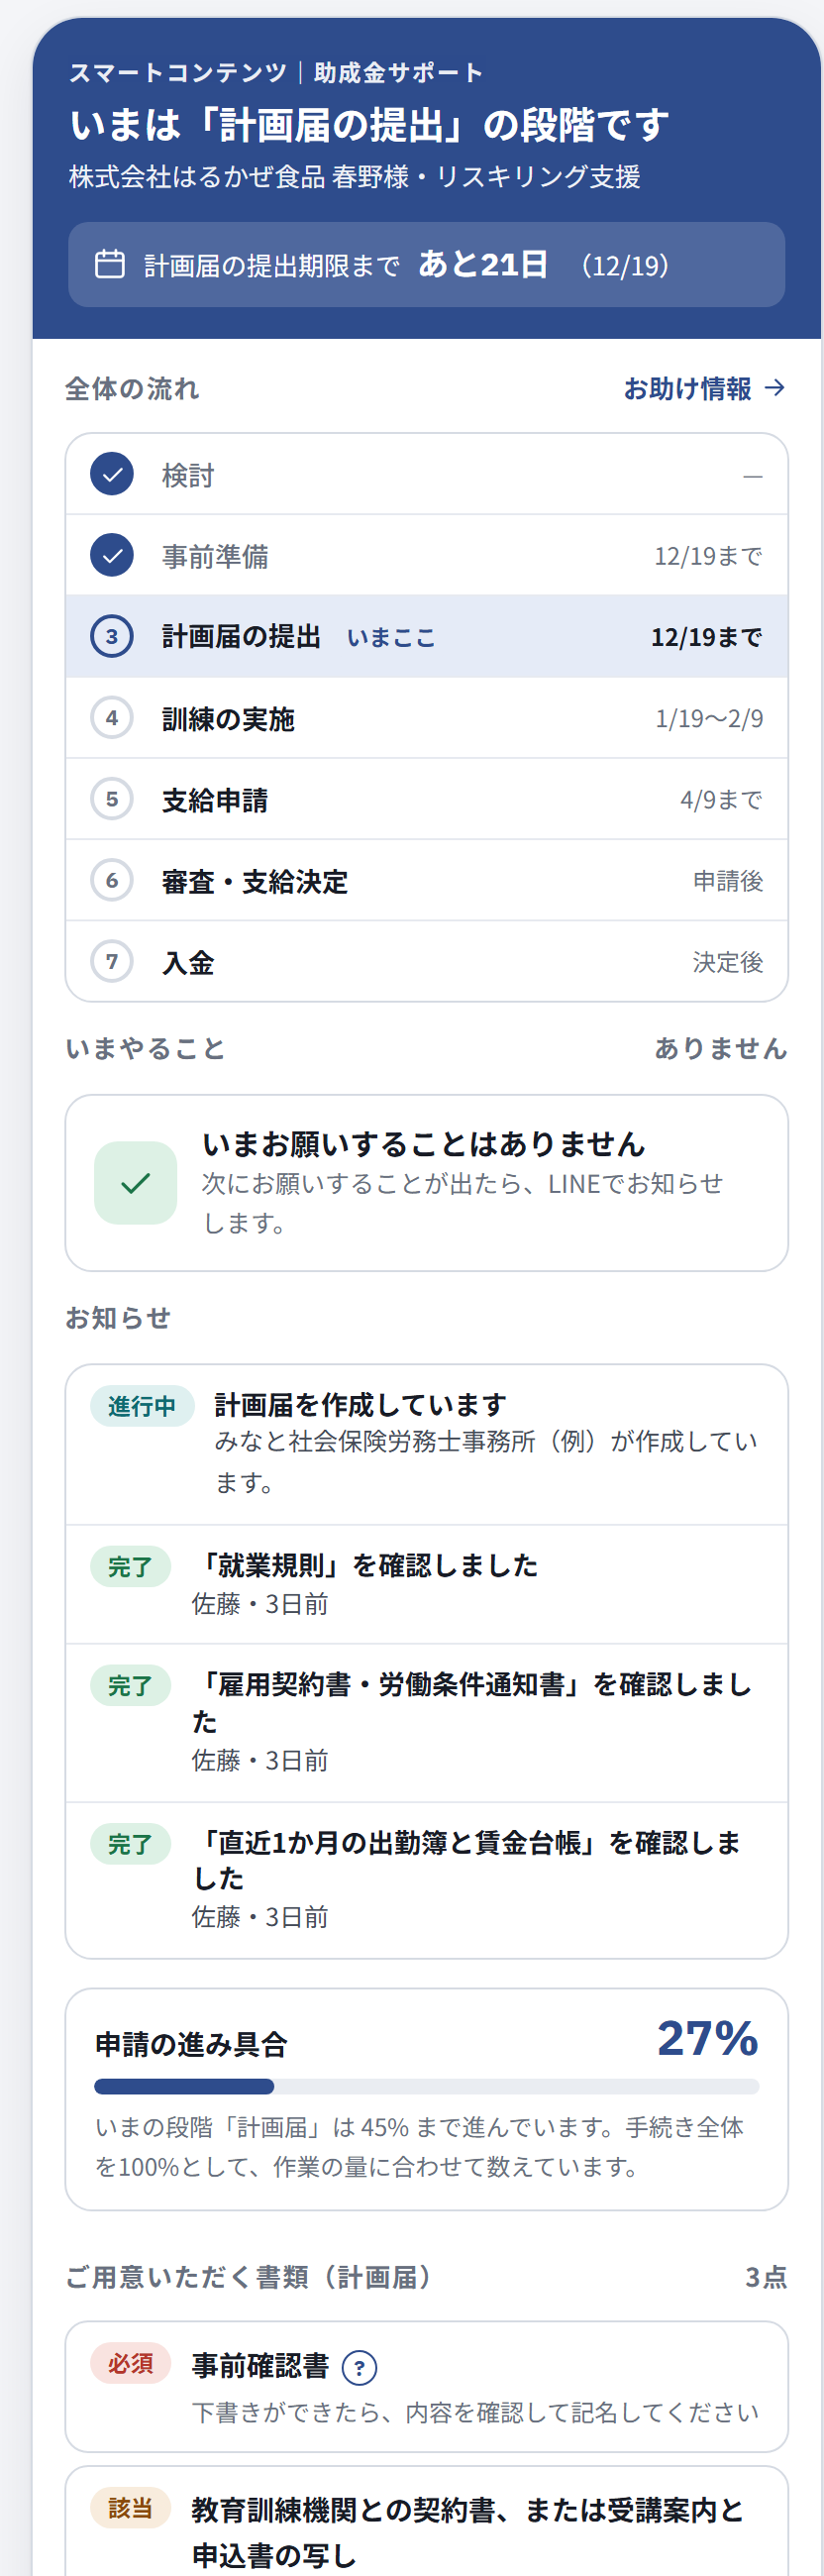 スマートコンテンツ｜助成金サポート
いまは「計画届の提出」の段階です
株式会社はるかぜ食品 春野様・リスキリング支援
計画届の提出期限まで あと21日 （12/19）
全体の流れ お助け情報 →
検討 —
事前準備 12/19まで
3 計画届の提出 いまここ 12/19まで
4 訓練の実施 1/19〜2/9
5 支給申請 4/9まで
6 審査・支給決定 申請後
7 入金 決定後
いまやること ありません
いまお願いすることはありません
次にお願いすることが出たら、LINEでお知らせ
します。
お知らせ
進行中 計画届を作成しています
みなと社会保険労務士事務所（例）が作成してい
ます。
完了 「就業規則」を確認しました
佐藤・3日前
完了 「雇用契約書・労働条件通知書」を確認しまし
た
佐藤・3日前
完了 「直近1か月の出勤簿と賃金台帳」を確認しま
した
佐藤・3日前
申請の進み具合 27%
いまの段階「計画届」は 45% まで進んでいます。手続き全体
を100%として、作業の量に合わせて数えています。
ご用意いただく書類（計画届） 3点
必須 事前確認書 ?
下書きができたら、内容を確認して記名してください
該当 教育訓練機関との契約書、または受講案内と
申込書の写し